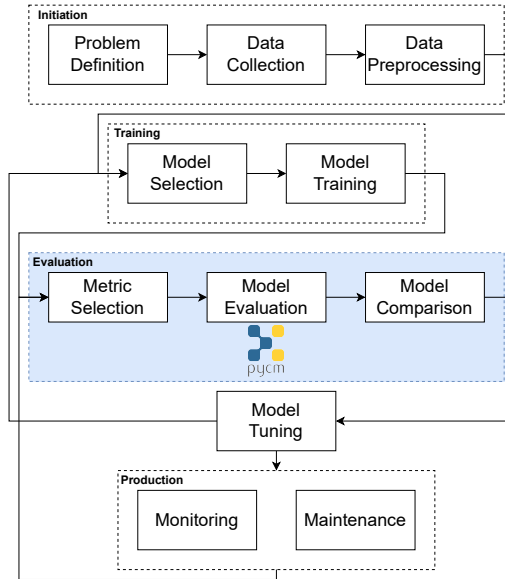 Initiation
Problem
Definition
Data
Collection
Data
Preprocessing
Training
Model
Selection
Model
Training
Evaluation
Metric
Selection
Model
Evaluation
Model
Comparison
pycm
Model
Tuning
Production
Monitoring
Maintenance